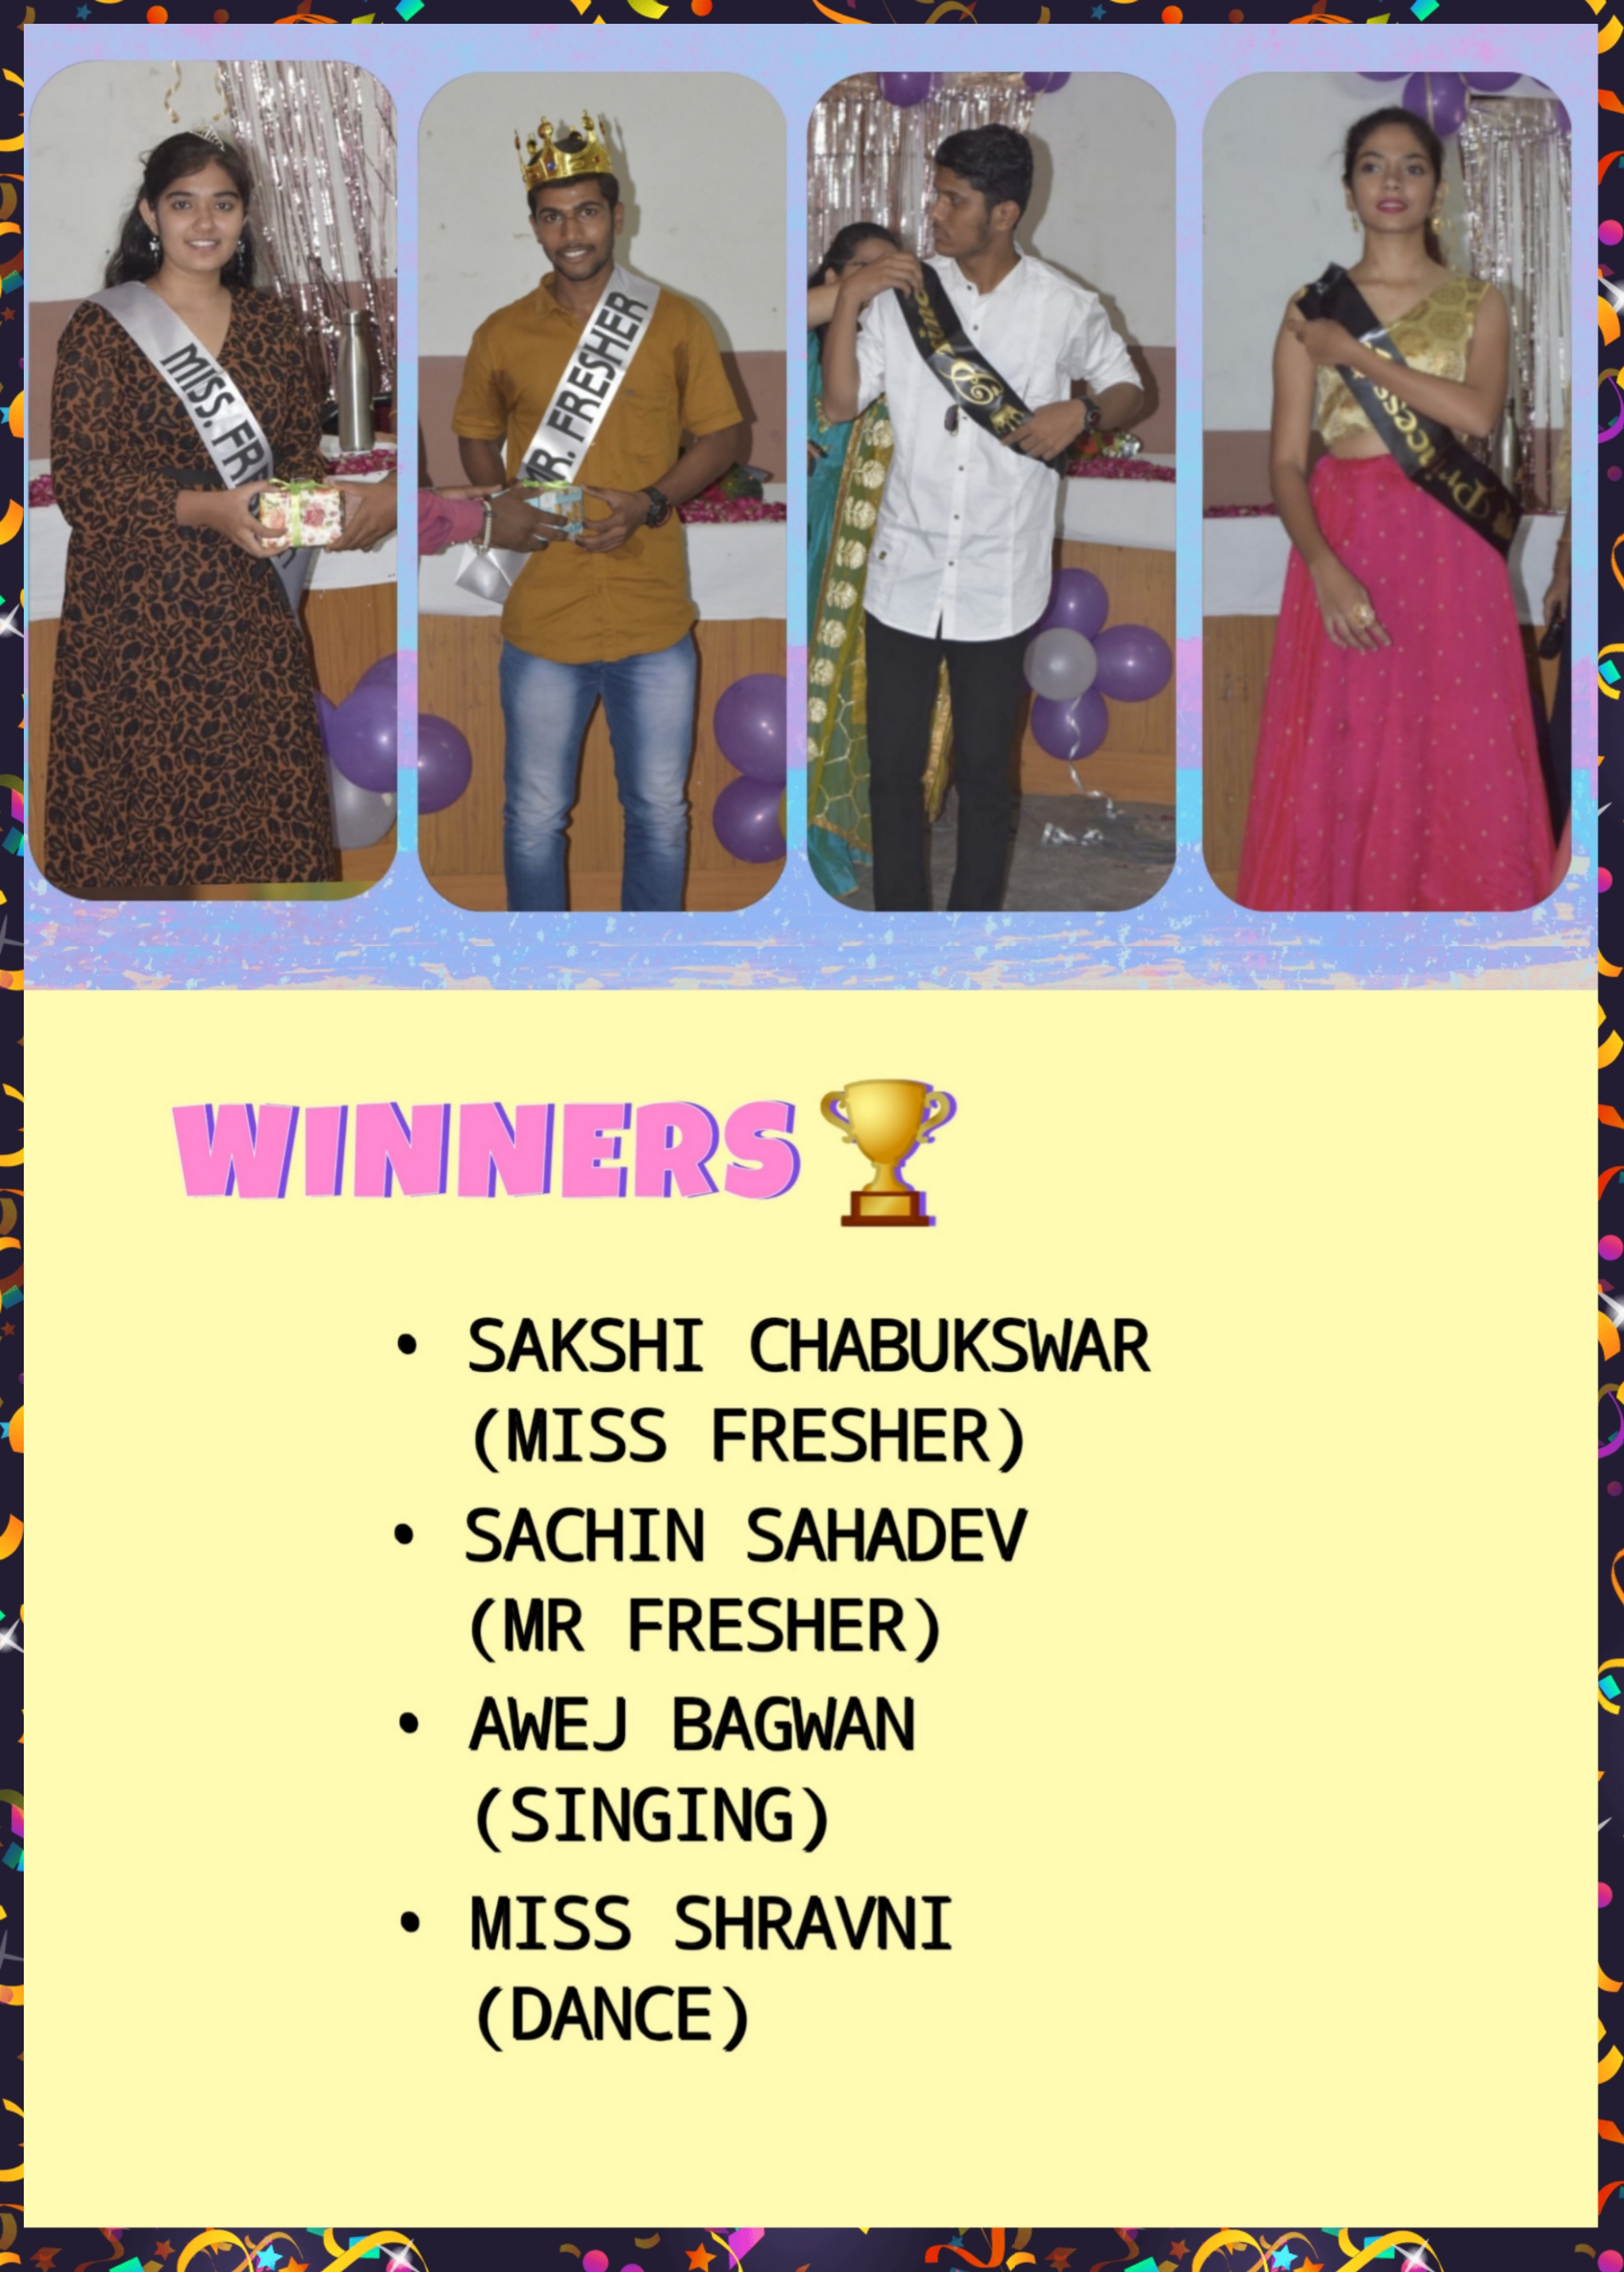 MISS. FR
MR. FRESHER
Princess
WINNERS
• SAKSHI CHABUKSWAR
(MISS FRESHER)
• SACHIN SAHADEV
(MR FRESHER)
• AWEJ BAGWAN
(SINGING)
• MISS SHRAVNI
(DANCE)